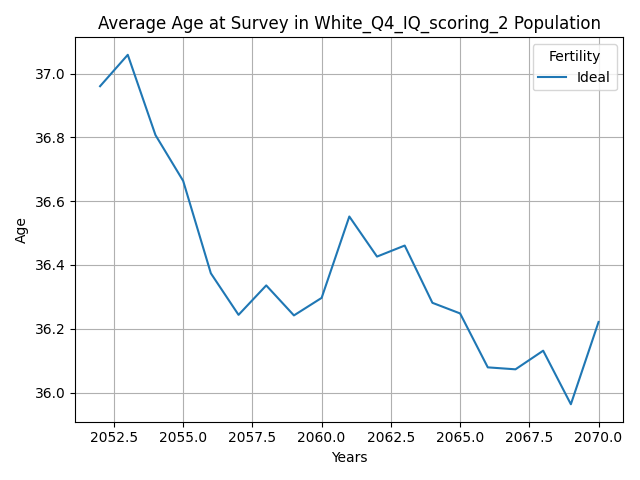 Average Age at Survey in White_Q4_IQ_scoring_2 Population
Fertility
Ideal
37.0
36.8
36.6
36.4
36.2
36.0
Age
2052.5 2055.0 2057.5 2060.0 2062.5 2065.0 2067.5 2070.0
Years